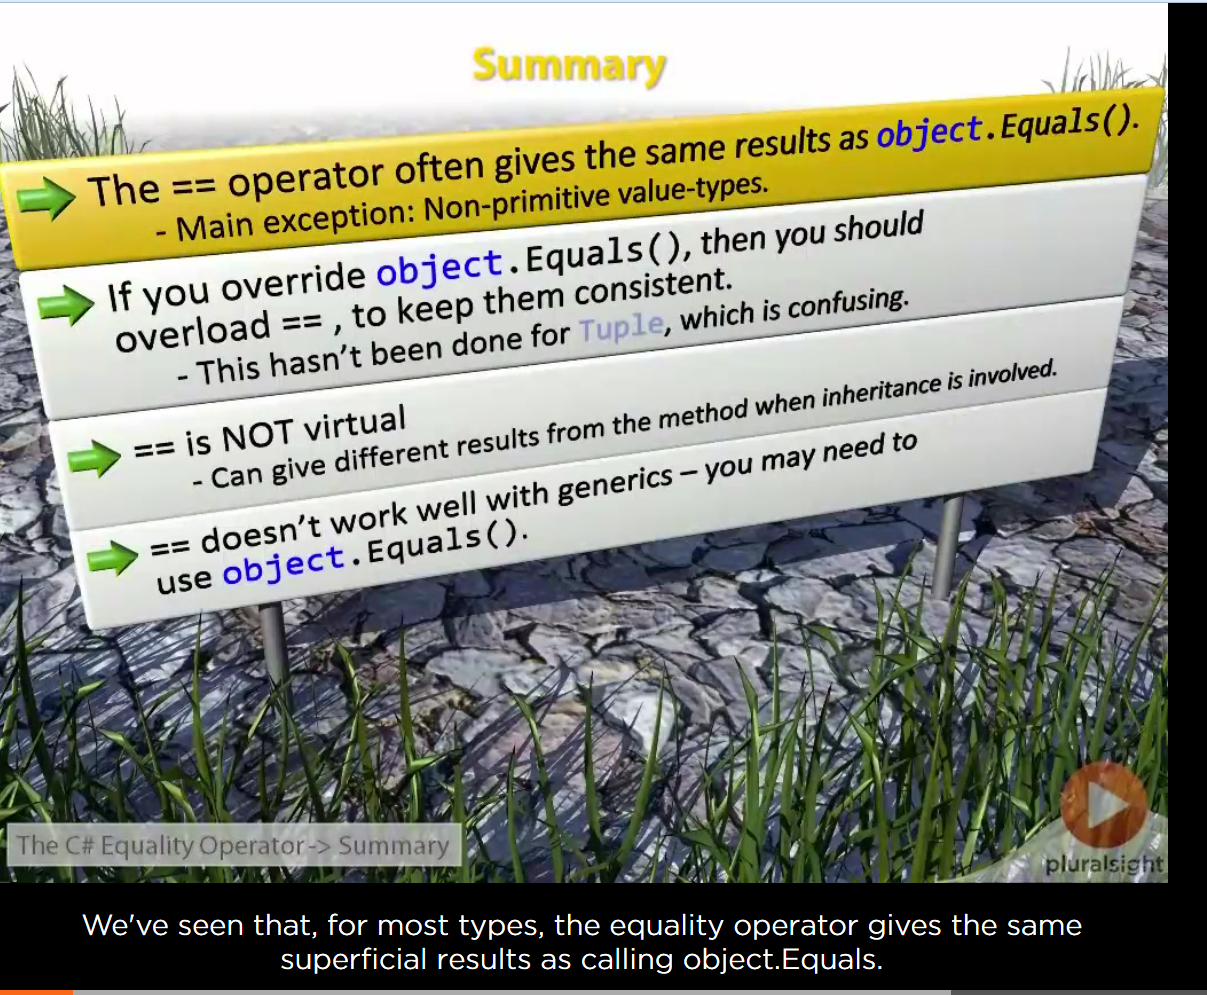 Summary
The == operator often gives the same results as object.Equals().
- Main exception: Non-primitive value-types.
If you override object.Equals(), then you should
overload == , to keep them consistent.
- This hasn't been done for Tuple, which is confusing.
== is NOT virtual
- Can give different results from the method when inheritance is involved.
== doesn't work well with generics – you may need to
use object.Equals().
The C# Equality Operator -> Summary
pluralsight
We've seen that, for most types, the equality operator gives the same
superficial results as calling object.Equals.